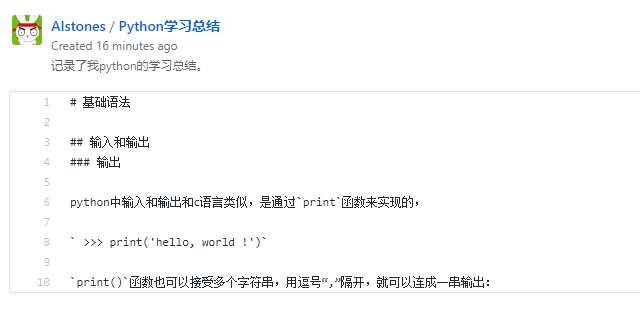 AIstones / Python学习总结
Created 16 minutes ago
记录了我python的学习总结。
1 # 基础语法
2
3 ## 输入和输出
4 ### 输出
5
6 python中输入和输出和c语言类似，是通过`print`函数来实现的，
7
8 ` >>> print('hello, world !')`
9
10 `print()`函数也可以接受多个字符串，用逗号“,”隔开，就可以连成一串输出：